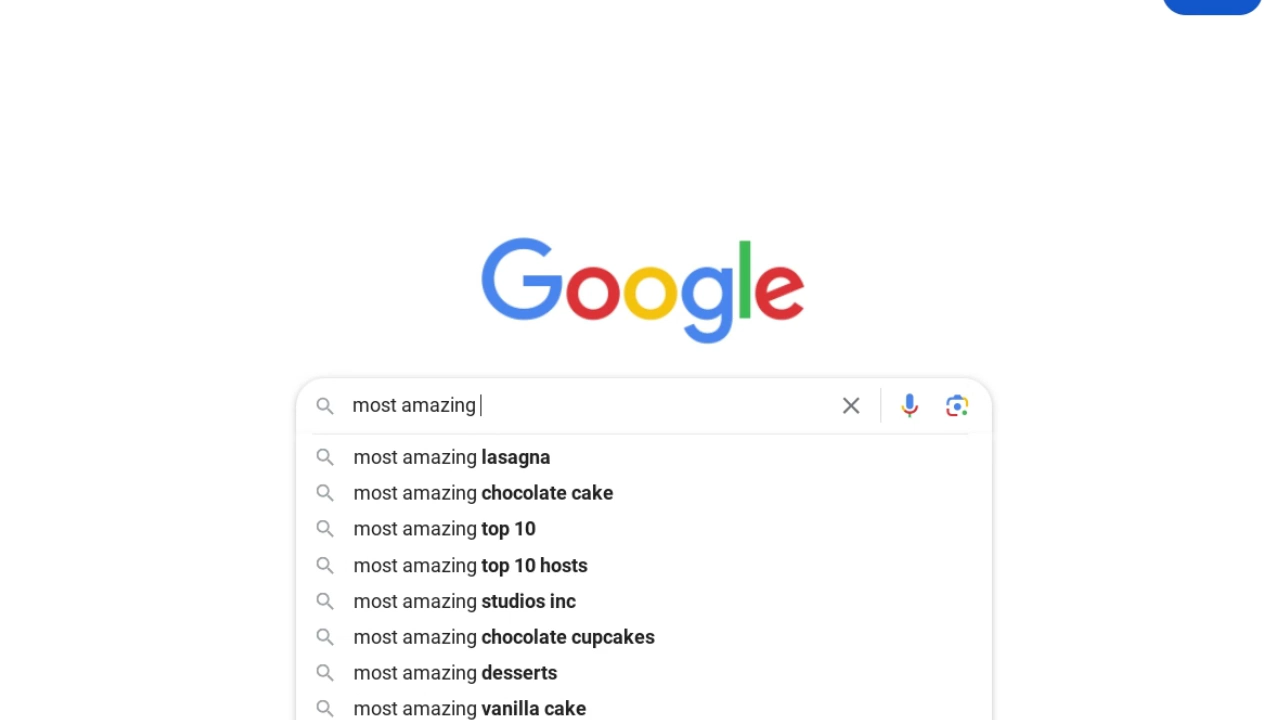 Google
most amazing
most amazing lasagna
most amazing chocolate cake
most amazing top 10
most amazing top 10 hosts
most amazing studios inc
most amazing chocolate cupcakes
most amazing desserts
most amazing vanilla cake